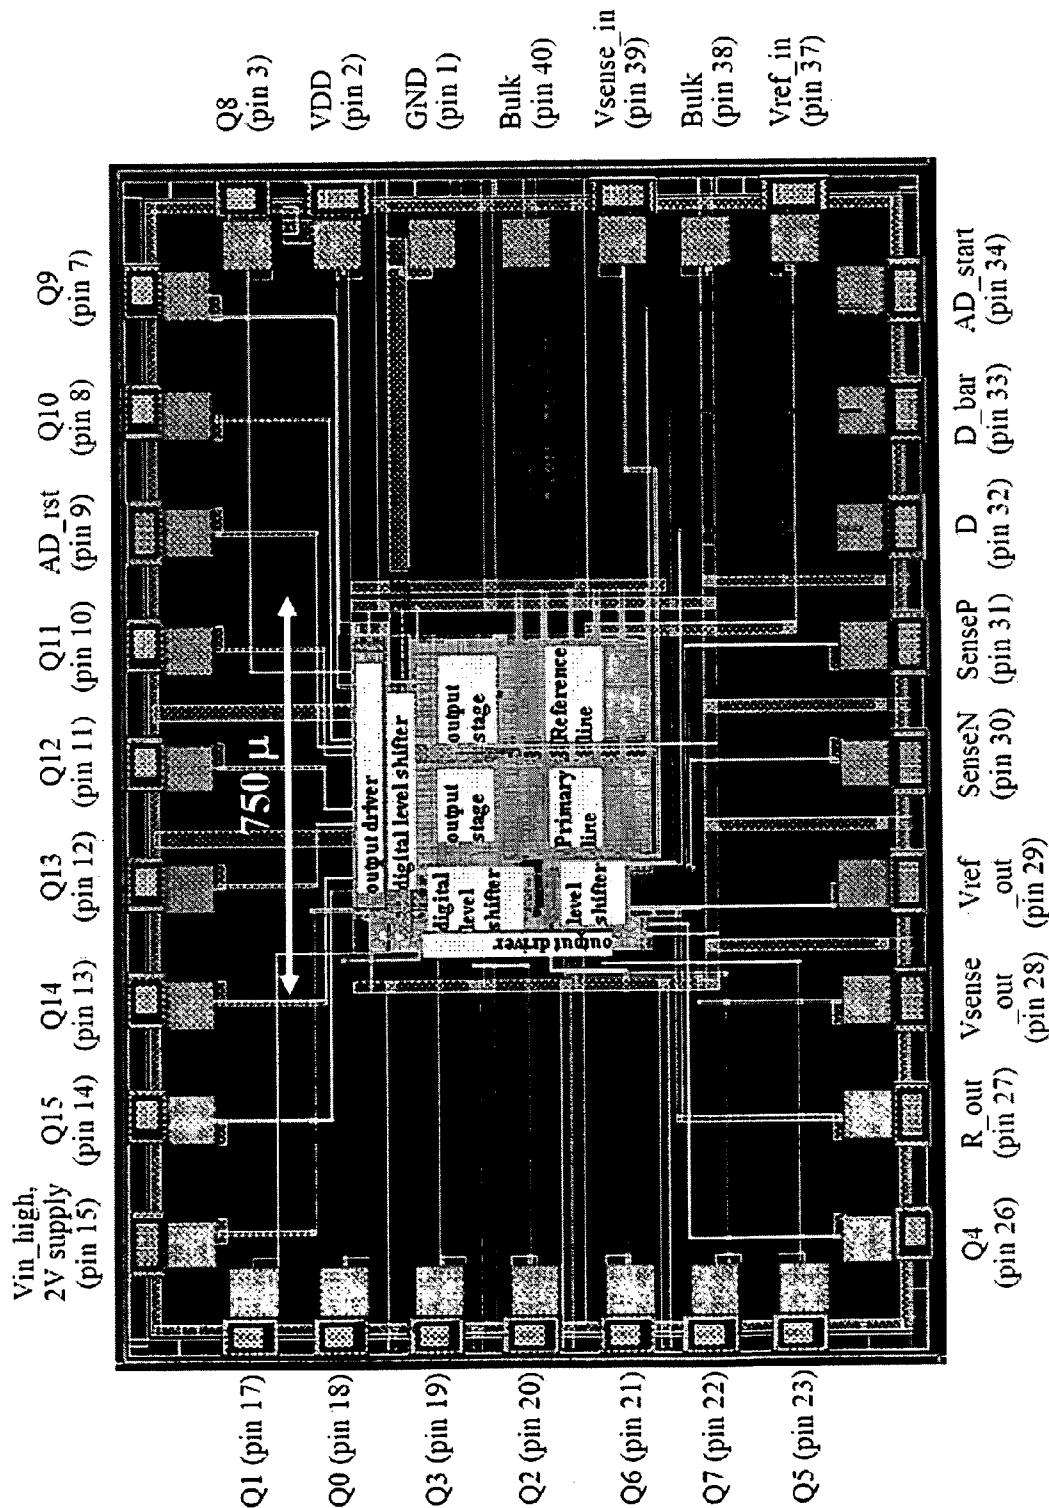 Vin_high,
2V supply
(pin 15)
Q15
(pin 14)
Q14
(pin 13)
Q13
(pin 12)
Q12
(pin 11)
Q11
(pin 10)
AD_rst
(pin 9)
Q10
(pin 8)
Q9
(pin 7)
Q8
(pin 3)
VDD
(pin 2)
GND
(pin 1)
Bulk
(pin 40)
Vsense_in
(pin 39)
Bulk
(pin 38)
Vref_in
(pin 37)
750 µ
output driver
digital level shifter
output
stage
output
stage
Reference
line
Primary
line
digital
level
shifter
level
shifter
output driver
Q1 (pin 17)
Q0 (pin 18)
Q3 (pin 19)
Q2 (pin 20)
Q6 (pin 21)
Q7 (pin 22)
Q5 (pin 23)
Q4
(pin 26)
R_out
(pin 27)
Vsense
_out
(pin 28)
Vref
_out
(pin 29)
SenseN
(pin 30)
SenseP
(pin 31)
D
(pin 32)
D_bar
(pin 33)
AD_start
(pin 34)